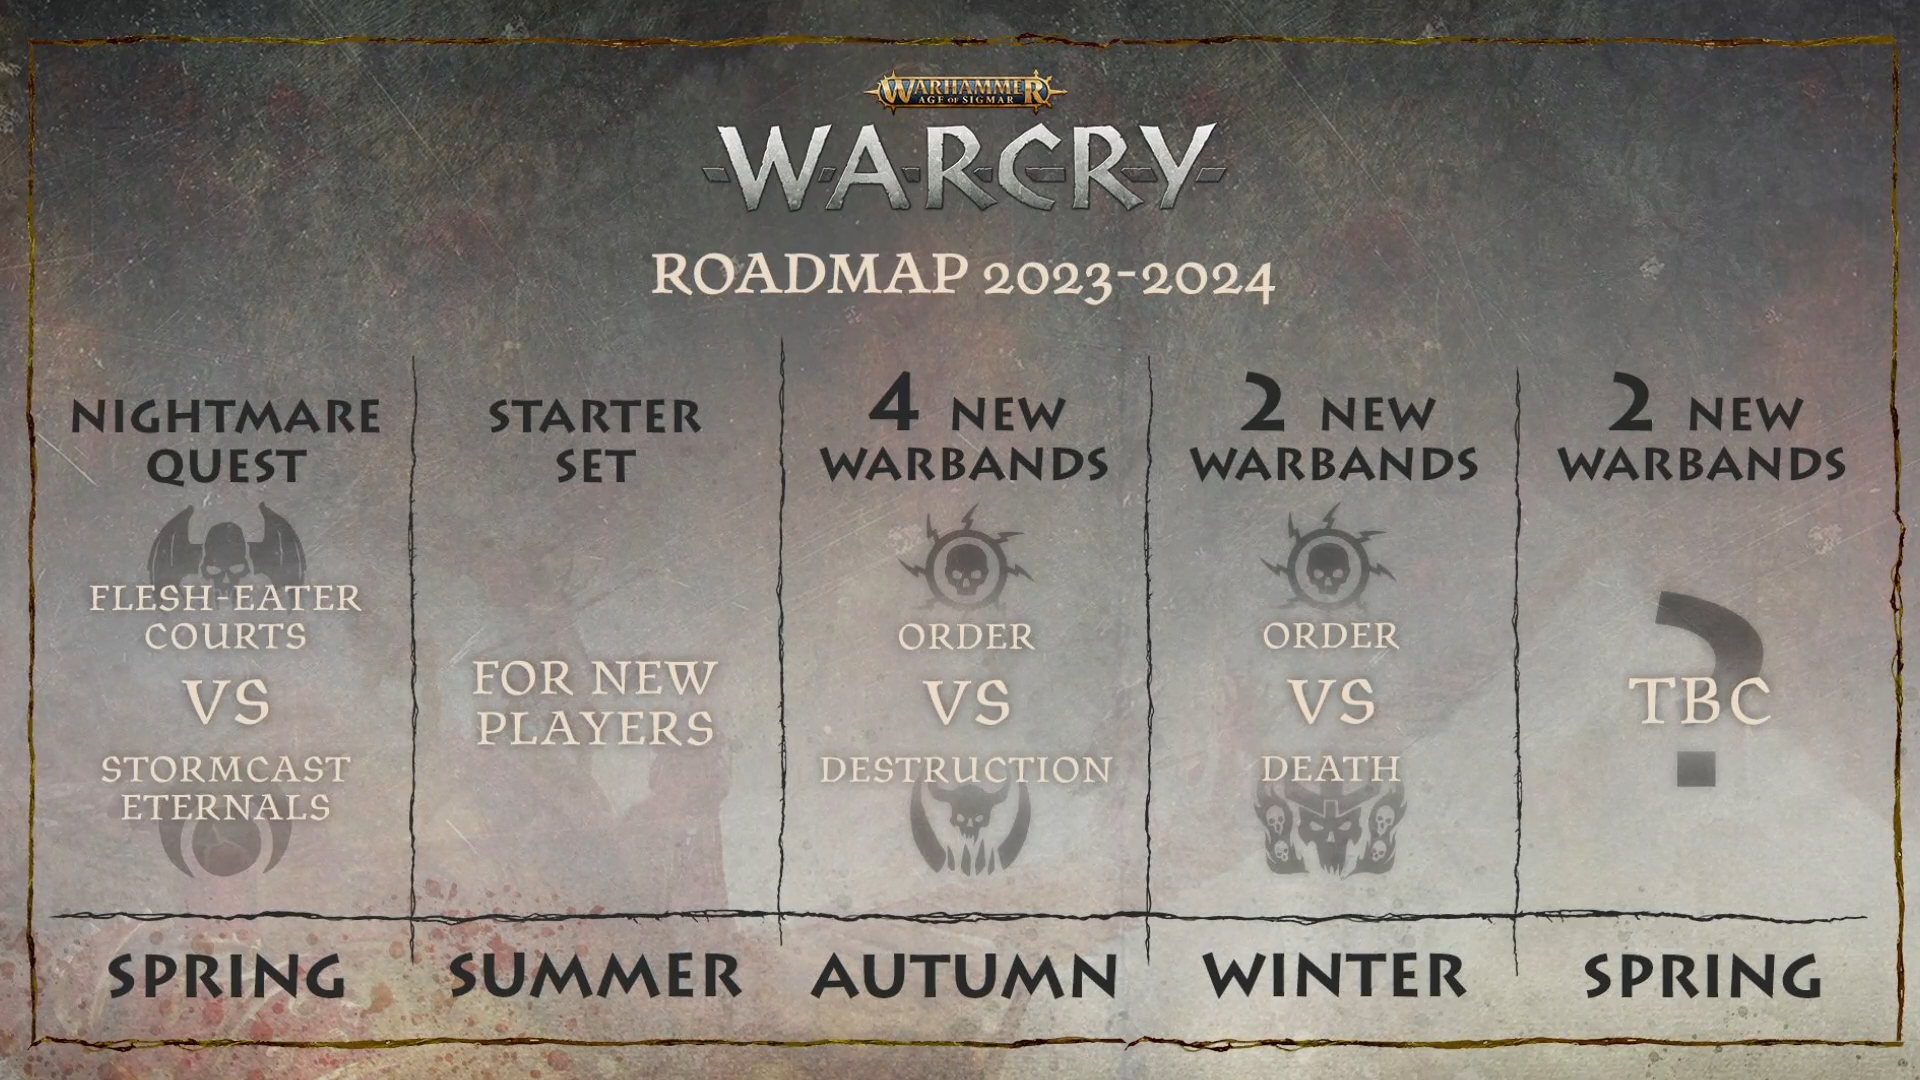 WARHAMMER
AGE OF SIGMAR
WARCRY
ROADMAP 2023-2024
NIGHTMARE
QUEST
FLESH-EATER
COURTS
VS
STORMCAST
ETERNALS
SPRING
STARTER
SET
FOR NEW
PLAYERS
SUMMER
4 NEW
WARBANDS
ORDER
VS
DESTRUCTION
AUTUMN
2 NEW
WARBANDS
ORDER
VS
DEATH
WINTER
2 NEW
WARBANDS
?
TBC
SPRING